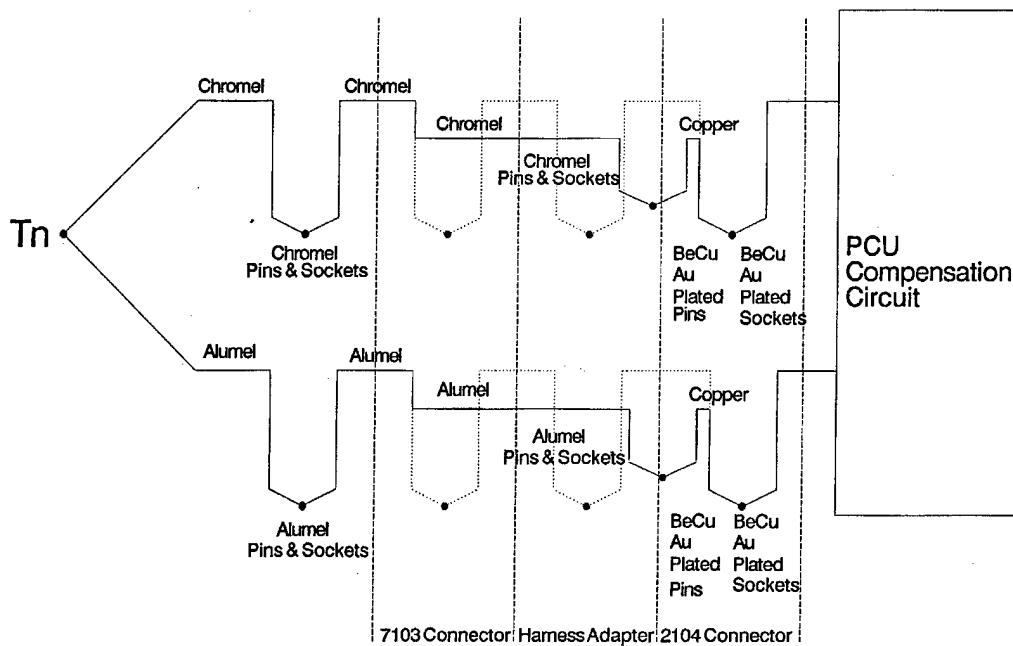 Chromel
Chromel
Chromel
Copper
Chromel
Pins & Sockets
Tn
Chromel
Pins & Sockets
BeCu
Au
Plated
Pins
BeCu
Au
Plated
Sockets
PCU
Compensation
Circuit
Alumel
Alumel
Alumel
Copper
Alumel
Pins & Sockets
Alumel
Pins & Sockets
BeCu
Au
Plated
Pins
BeCu
Au
Plated
Sockets
7103 Connector
Harness Adapter
2104 Connector